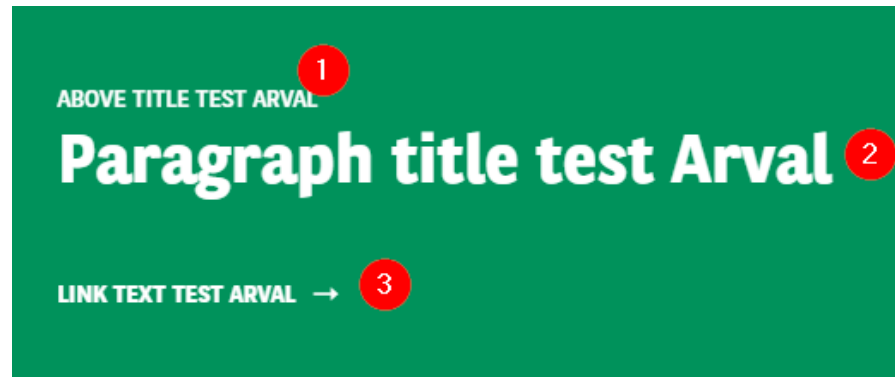 1
ABOVE TITLE TEST ARVAL
Paragraph title test Arval 2
LINK TEXT TEST ARVAL → 3